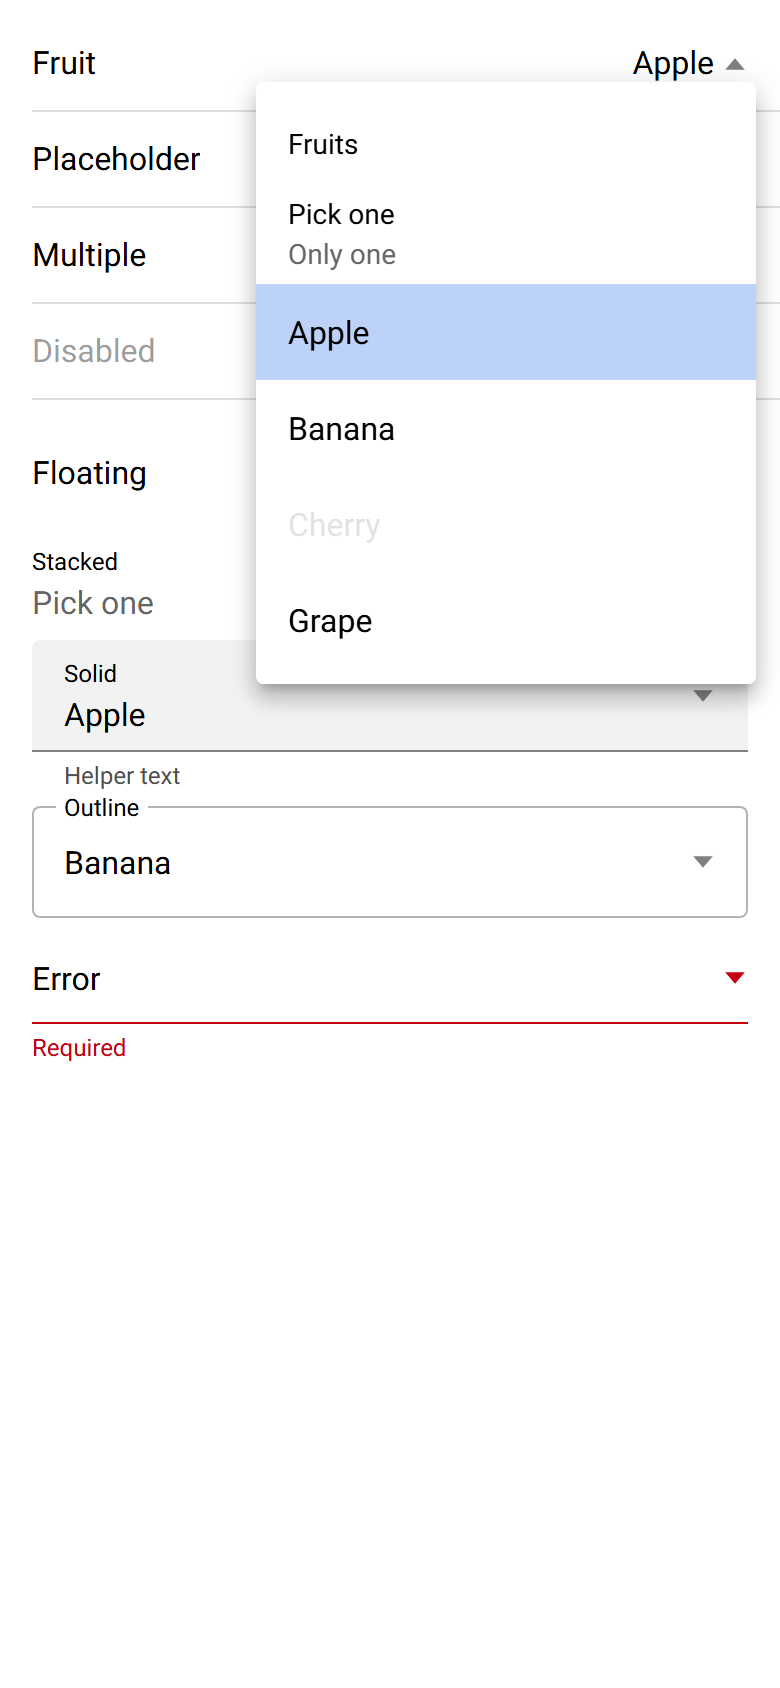 Fruit Apple
Placeholder
Multiple
Disabled
Floating
Stacked
Pick one
Fruits
Pick one
Only one
Apple
Banana
Cherry
Grape
Solid
Apple
Helper text
Outline
Banana
Error
Required